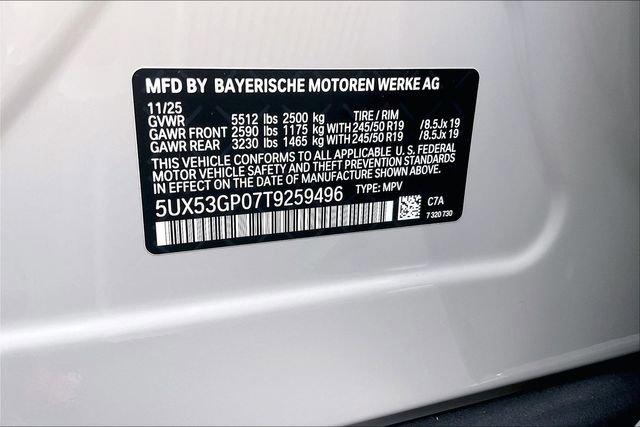 MFD BY BAYERISCHE MOTOREN WERKE AG
11/25
GVWR 5512 lbs 2500 kg TIRE / RIM
GAWR FRONT 2590 lbs 1175 kg WITH 245/50 R19 /8.5Jx 19
GAWR REAR 3230 lbs 1465 kg WITH 245/50 R19 /8.5Jx 19
THIS VEHICLE CONFORMS TO ALL APPLICABLE U. S. FEDERAL
MOTOR VEHICLE SAFETY AND THEFT PREVENTION STANDARDS
IN EFFECT ON THE DATE OF MANUFACTURE SHOWN ABOVE.
5UX53GP07T9259496 TYPE: MPV
C7A
7 320 730